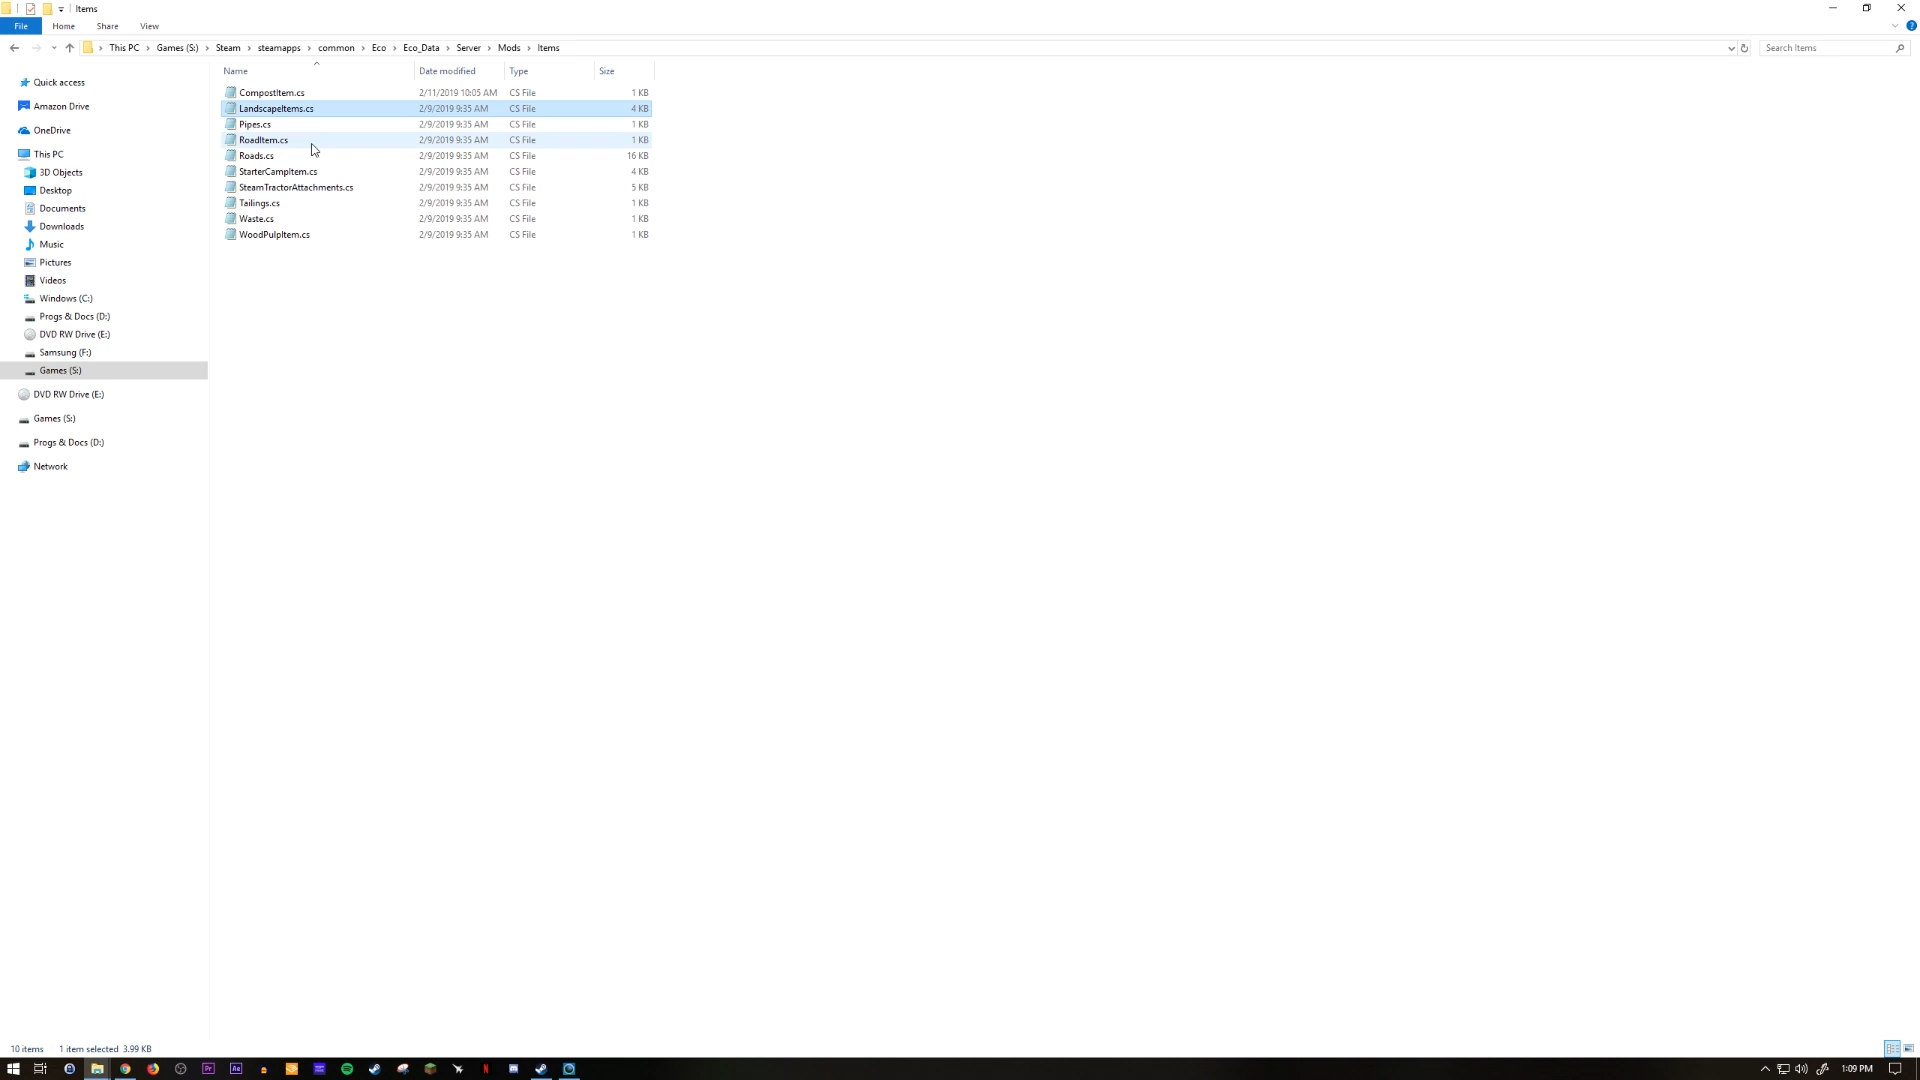 Items
File Home Share View
This PC Games (S:) Steam steamapps common Eco Eco_Data Server Mods Items Search Items
Name Date modified Type Size
Quick access
Amazon Drive
OneDrive
This PC
3D Objects
Desktop
Documents
Downloads
Music
Pictures
Videos
Windows (C:)
Progs & Docs (D:)
DVD RW Drive (E:)
Samsung (F:)
Games (S:)
DVD RW Drive (E:)
Games (S:)
Progs & Docs (D:)
Network
CompostItem.cs 2/11/2019 10:05 AM CS File 1 KB
LandscapeItems.cs 2/9/2019 9:35 AM CS File 4 KB
Pipes.cs 2/9/2019 9:35 AM CS File 1 KB
RoadItem.cs 2/9/2019 9:35 AM CS File 1 KB
Roads.cs 2/9/2019 9:35 AM CS File 16 KB
StarterCampItem.cs 2/9/2019 9:35 AM CS File 4 KB
SteamTractorAttachments.cs 2/9/2019 9:35 AM CS File 5 KB
Tailings.cs 2/9/2019 9:35 AM CS File 1 KB
Waste.cs 2/9/2019 9:35 AM CS File 1 KB
WoodPulpItem.cs 2/9/2019 9:35 AM CS File 1 KB
10 items 1 item selected 3.99 KB
Pr Ae N 1:09 PM